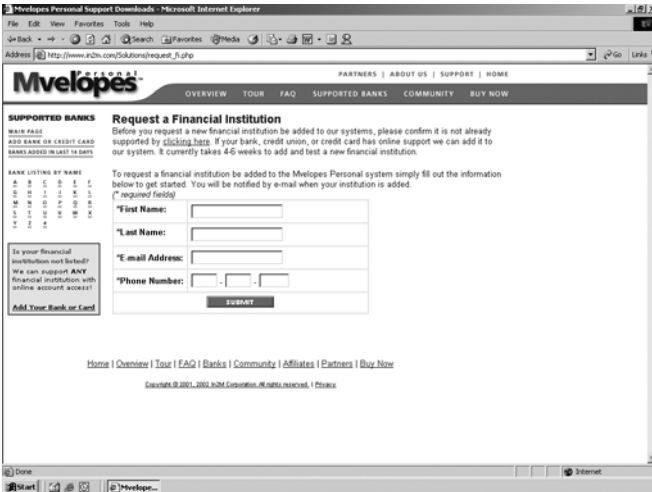 Mvelopes Personal Support Downloads - Microsoft Internet Explorer
File Edit View Favorites Tools Help
Back Search Favorites Media
Address http://www.in2m.com/Solutions/request_fi.php Go Links
PARTNERS | ABOUT US | SUPPORT | HOME
Personal
Mvelopes
OVERVIEW TOUR FAQ SUPPORTED BANKS COMMUNITY BUY NOW
SUPPORTED BANKS
MAIN PAGE
ADD BANK OR CREDIT CARD
BANKS ADDED IN LAST 14 DAYS
BANK LISTING BY NAME
A B C D E F
G H I J K L
M N O P Q R
S T U V W X
Y Z #
Is your financial
institution not listed?
We can support ANY
financial institution with
online account access!
Add Your Bank or Card
Request a Financial Institution
Before you request a new financial institution be added to our systems, please confirm it is not already
supported by clicking here. If your bank, credit union, or credit card has online support we can add it to
our system. It currently takes 4-6 weeks to add and test a new financial institution.
To request a financial institution be added to the Mvelopes Personal system simply fill out the information
below to get started. You will be notified by e-mail when your institution is added.
(* required fields)
*First Name:
*Last Name:
*E-mail Address:
*Phone Number: - -
SUBMIT
Home | Overview | Tour | FAQ | Banks | Community | Affiliates | Partners | Buy Now
Copyright © 2001, 2002 In2M Corporation All rights reserved. | Privacy
Done Internet
Start Mvelope...